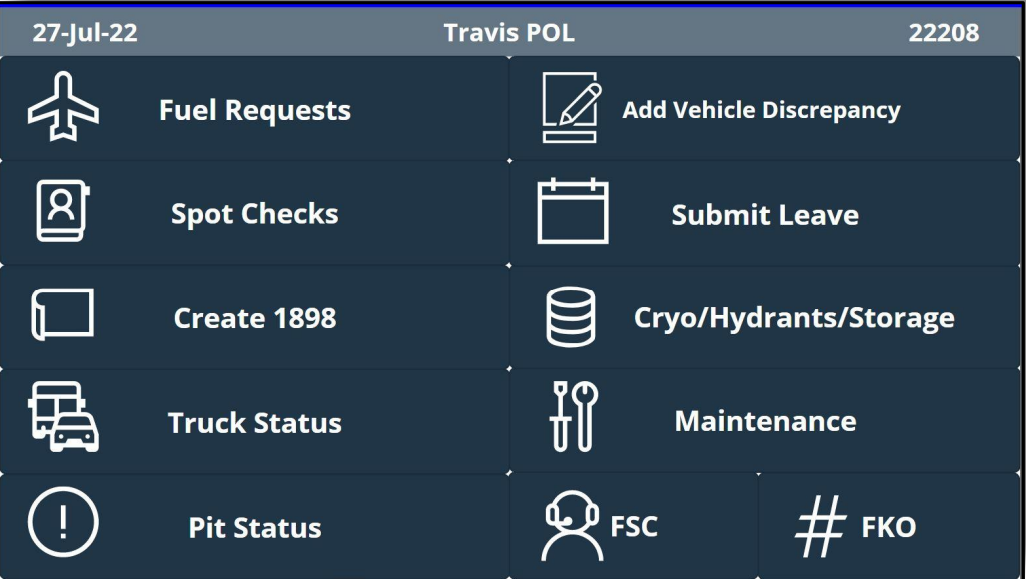 27-Jul-22 Travis POL 22208
Fuel Requests Add Vehicle Discrepancy
Spot Checks Submit Leave
Create 1898 Cryo/Hydrants/Storage
Truck Status Maintenance
Pit Status FSC # FKO